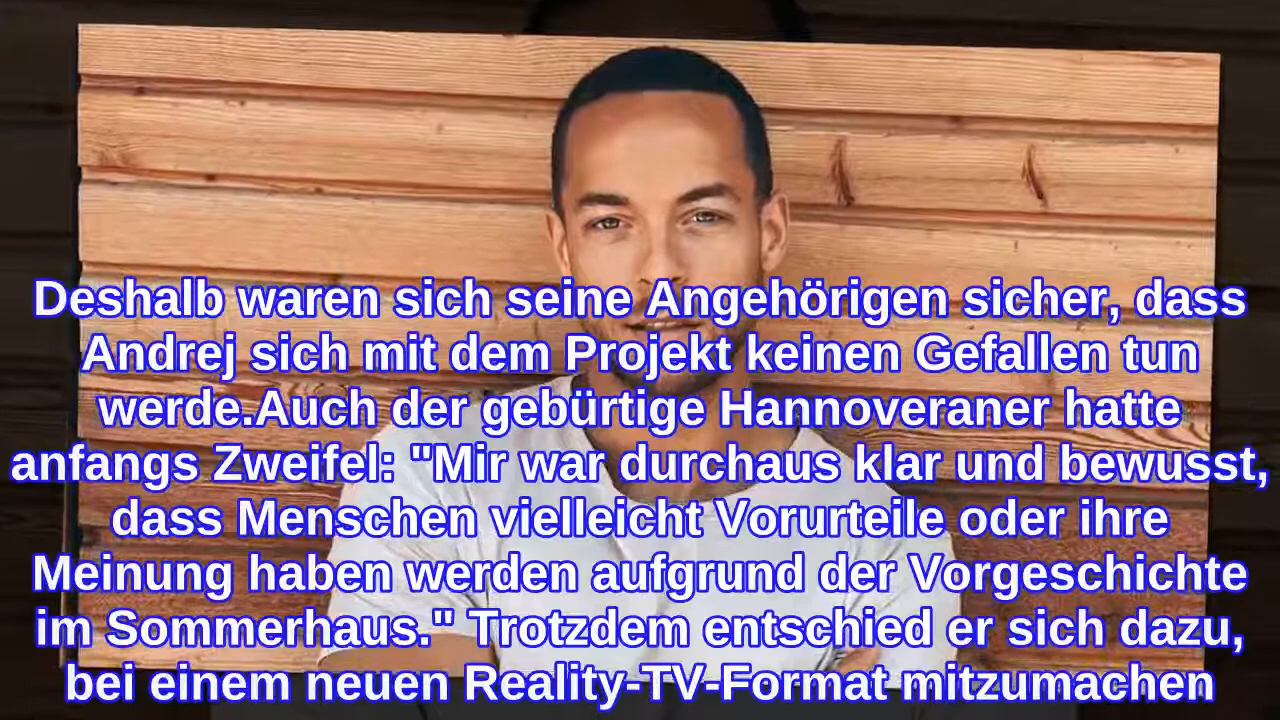 Deshalb waren sich seine Angehörigen sicher, dass
Andrej sich mit dem Projekt keinen Gefallen tun
werde.Auch der gebürtige Hannoveraner hatte
anfangs Zweifel: "Mir war durchaus klar und bewusst,
dass Menschen vielleicht Vorurteile oder ihre
Meinung haben werden aufgrund der Vorgeschichte
im Sommerhaus." Trotzdem entschied er sich dazu,
bei einem neuen Reality-TV-Format mitzumachen